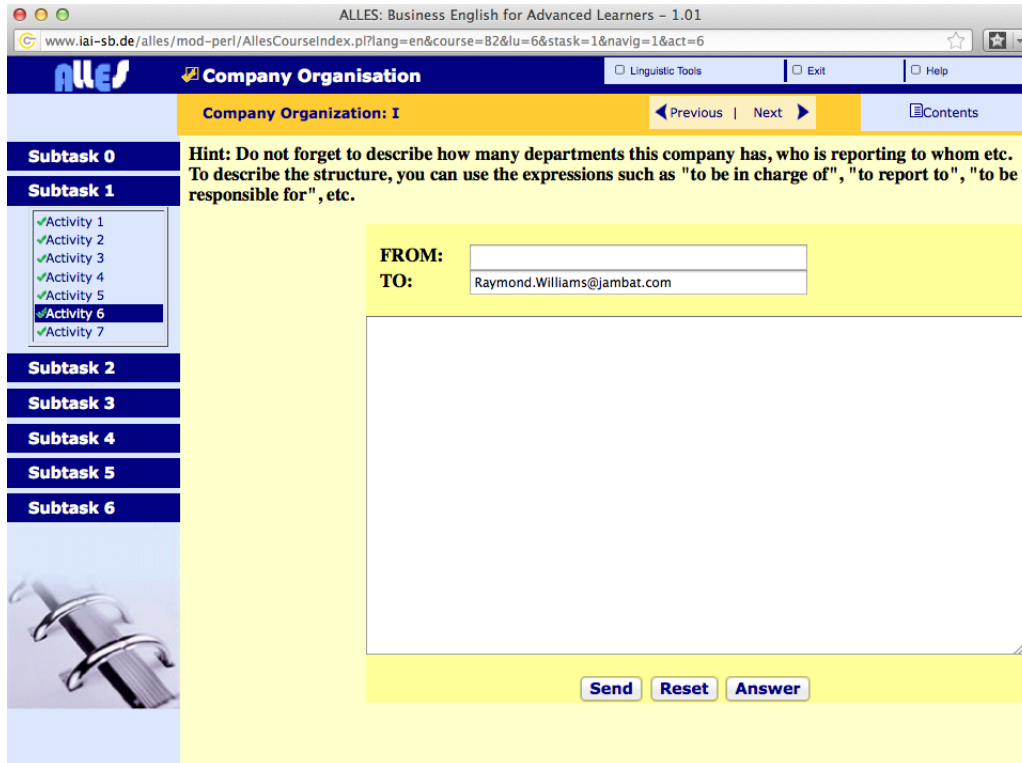 ALLES: Business English for Advanced Learners – 1.01
www.iai-sb.de/alles/mod-perl/AllesCourseIndex.pl?lang=en&course=B2&lu=6&stask=1&navig=1&act=6
ALLES
Company Organisation
Linguistic Tools
Exit
Help
Company Organization: I
Previous | Next
Contents
Subtask 0
Subtask 1
Activity 1
Activity 2
Activity 3
Activity 4
Activity 5
Activity 6
Activity 7
Subtask 2
Subtask 3
Subtask 4
Subtask 5
Subtask 6
Hint: Do not forget to describe how many departments this company has, who is reporting to whom etc.
To describe the structure, you can use the expressions such as "to be in charge of", "to report to", "to be
responsible for", etc.
FROM:
TO:
Raymond.Williams@jambat.com
Send
Reset
Answer